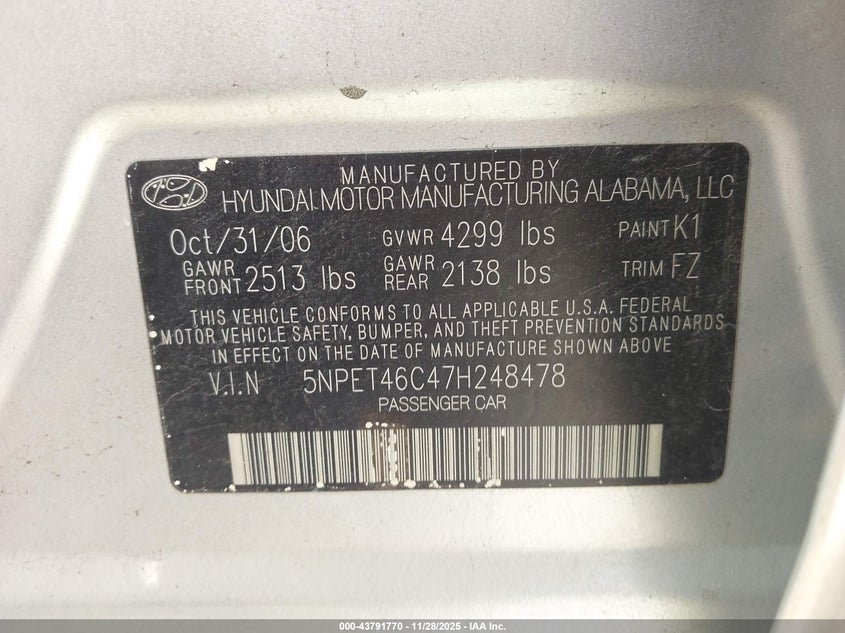 MANUFACTURED BY
HYUNDAI MOTOR MANUFACTURING ALABAMA, LLC
Oct/31/06 GVWR 4299 lbs PAINT K1
GAWR FRONT 2513 lbs GAWR REAR 2138 lbs TRIM FZ
THIS VEHICLE CONFORMS TO ALL APPLICABLE U.S.A. FEDERAL
MOTOR VEHICLE SAFETY, BUMPER, AND THEFT PREVENTION STANDARDS
IN EFFECT ON THE DATE OF MANUFACTURE SHOWN ABOVE
V.I.N 5NPET46C47H248478
PASSENGER CAR
000-43791770 | 11/28/2025 - IAA Inc.